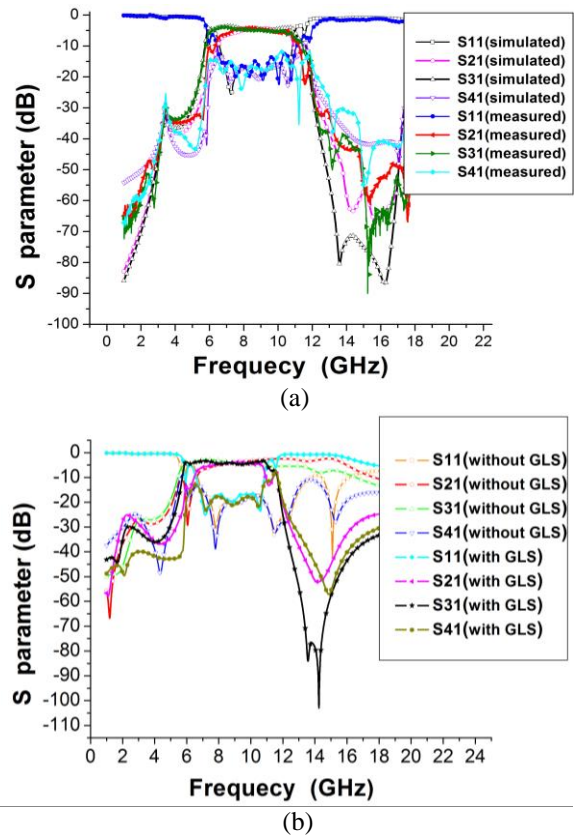 0
-10
-20
-30
-40
-50
-60
-70
-80
-90
-100
S parameter (dB)
0 2 4 6 8 10 12 14 16 18 20 22
Frequecy (GHz)
S11(simulated)
S21(simulated)
S31(simulated)
S41(simulated)
S11(measured)
S21(measured)
S31(measured)
S41(measured)
(a)
0
-10
-20
-30
-40
-50
-60
-70
-80
-90
-100
-110
S parameter (dB)
0 2 4 6 8 10 12 14 16 18 20 22 24
Frequecy (GHz)
S11(without GLS)
S21(without GLS)
S31(without GLS)
S41(without GLS)
S11(with GLS)
S21(with GLS)
S31(with GLS)
S41(with GLS)
(b)